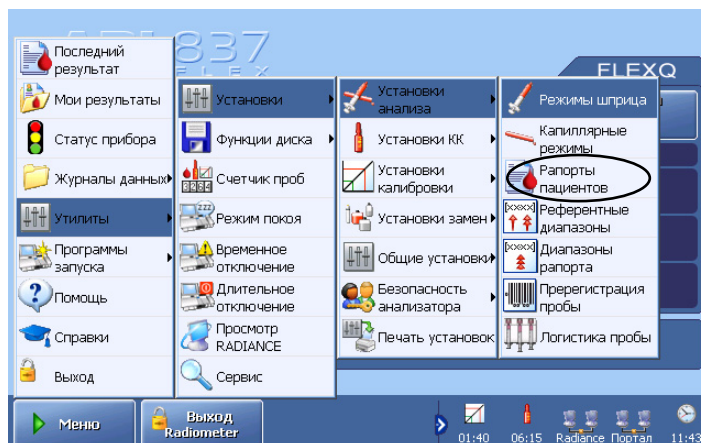 837
FLEX
FLEXQ
Последний
результат
Мои результаты
Статус прибора
Журналы данных
Утилиты
Программы
запуска
Помощь
Справки
Выход
Установки
Функции диска
Счетчик проб
Режим покоя
Временное
отключение
Длительное
отключение
Просмотр
RADIANCE
Сервис
Установки
анализа
Установки КК
Установки
калибровки
Установки замен
Общие установки
Безопасность
анализатора
Печать установок
Режимы шприца
Капиллярные
режимы
Рапорты
пациентов
Референтные
диапазоны
Диапазоны
рапорта
Пререгистрация
пробы
Логистика пробы
Меню
Выход
Radiometer
01:40
06:15
Radiance
Портал
11:43